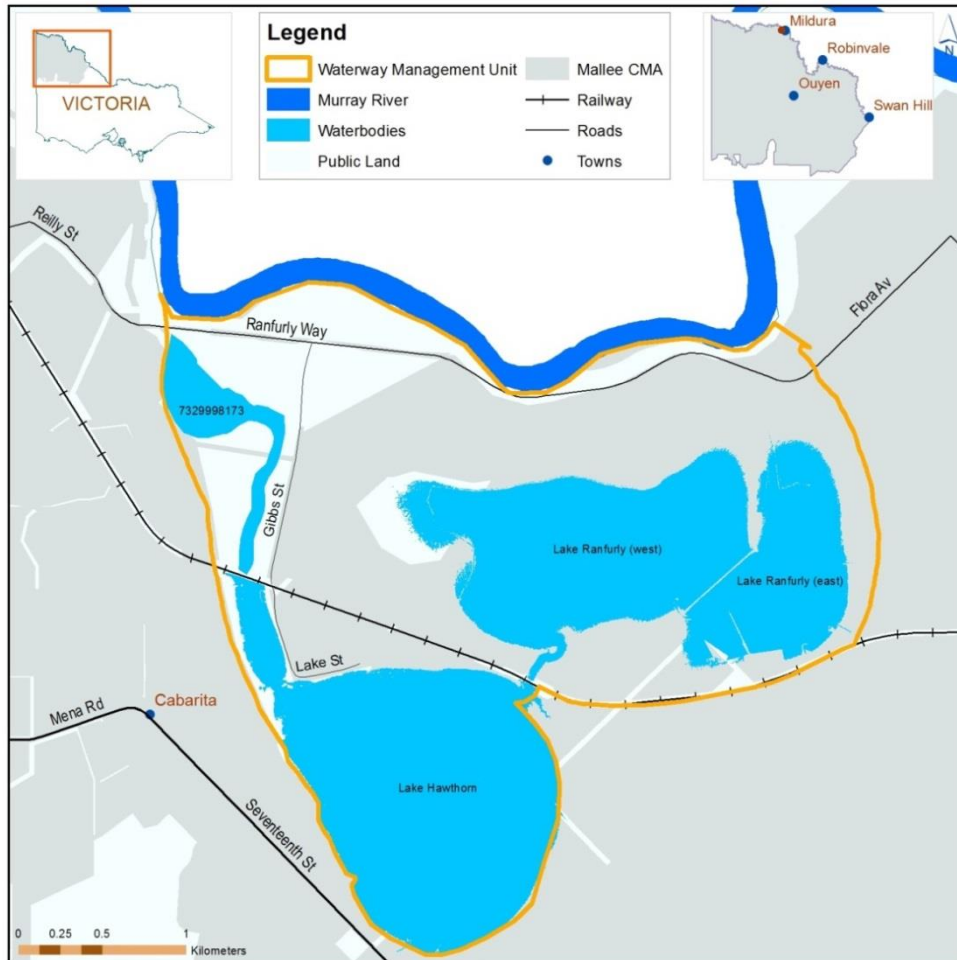 VICTORIA
Legend
Waterway Management Unit
Murray River
Waterbodies
Public Land
Mallee CMA
Railway
Roads
Towns
Mildura
Robinvale
Ouyen
Swan Hill
N
Reilly St
Ranfurly Way
Flora Av
7329998173
Gibbs St
Lake Ranfurly (west)
Lake Ranfurly (east)
Lake St
Mena Rd
Cabarita
Lake Hawthorn
Seventeenth St
0 0.25 0.5 1
Kilometers